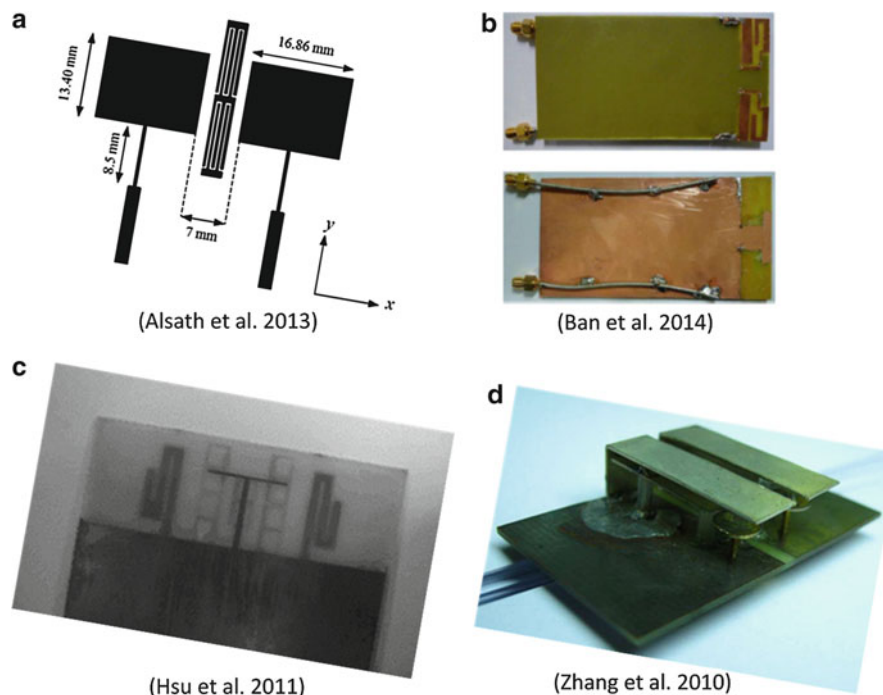 a
16.86 mm
13.40 mm
8.5 mm
7 mm
y
x
(Alsath et al. 2013)
b
(Ban et al. 2014)
c
(Hsu et al. 2011)
d
(Zhang et al. 2010)